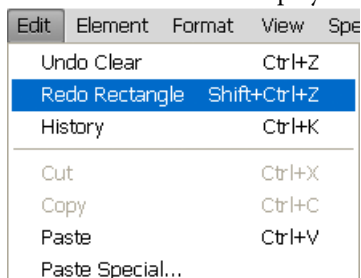 Edit Element Format View Spe
Undo Clear Ctrl+Z
Redo Rectangle Shift+Ctrl+Z
History Ctrl+K
Cut Ctrl+X
Copy Ctrl+C
Paste Ctrl+V
Paste Special...